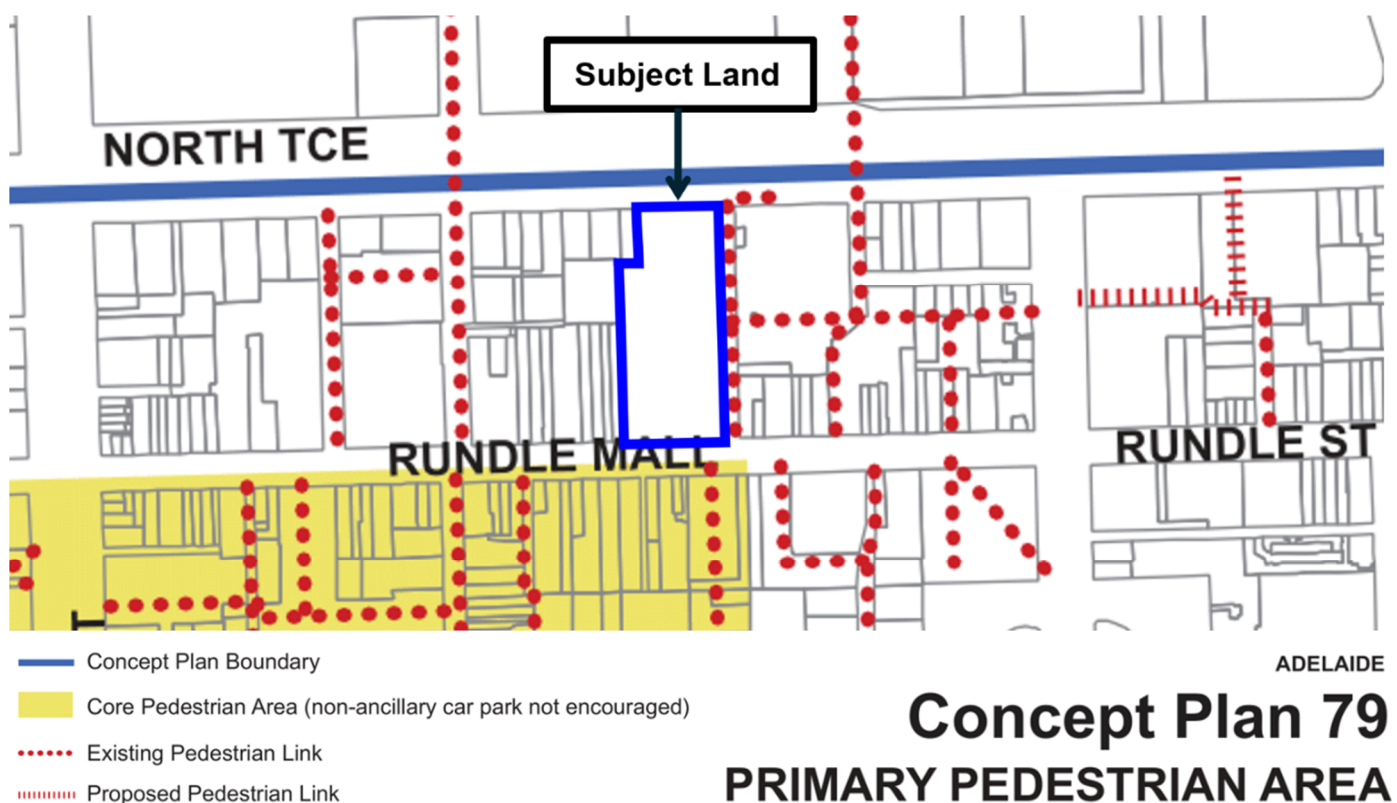 Subject Land
NORTH TCE
RUNDLE MALL
RUNDLE ST
T
Concept Plan Boundary
Core Pedestrian Area (non-ancillary car park not encouraged)
Existing Pedestrian Link
Proposed Pedestrian Link
ADELAIDE
Concept Plan 79
PRIMARY PEDESTRIAN AREA